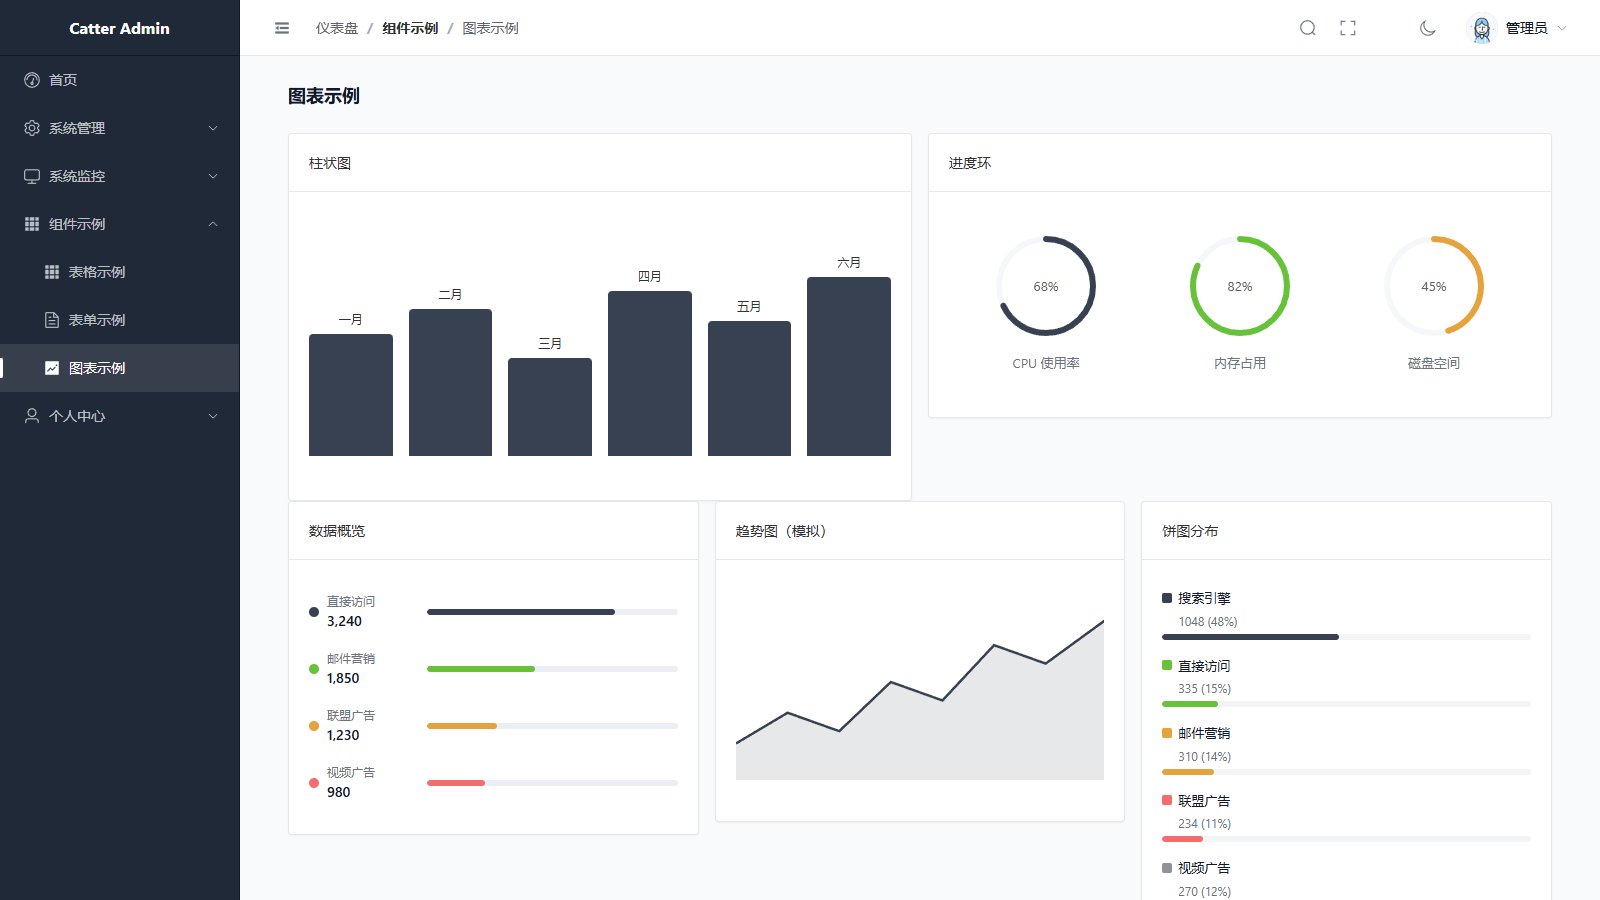 Catter Admin
首页
系统管理
系统监控
组件示例
表格示例
表单示例
图表示例
个人中心
仪表盘 / 组件示例 / 图表示例
管理员
图表示例
柱状图
一月
二月
三月
四月
五月
六月
进度环
68%
CPU 使用率
82%
内存占用
45%
磁盘空间
数据概览
直接访问
3,240
邮件营销
1,850
联盟广告
1,230
视频广告
980
趋势图（模拟）
饼图分布
搜索引擎
1048 (48%)
直接访问
335 (15%)
邮件营销
310 (14%)
联盟广告
234 (11%)
视频广告
270 (12%)